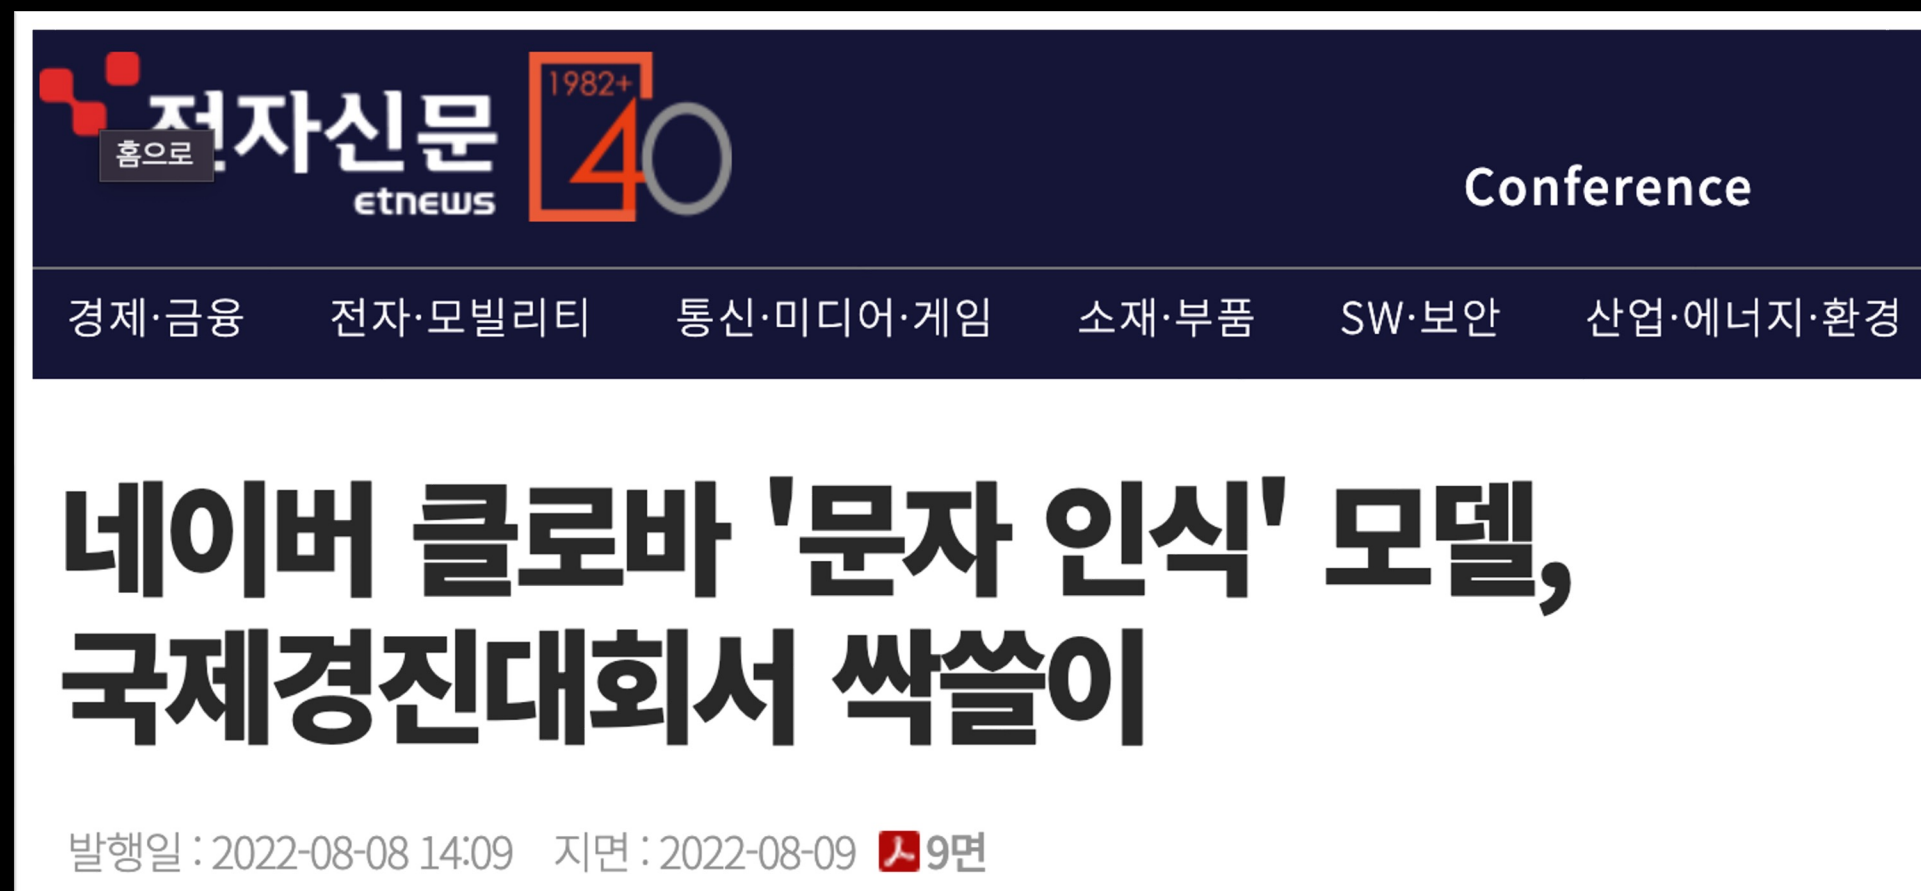 전자신문
홈으로
etnews
1982+
40
Conference
경제·금융 전자·모빌리티 통신·미디어·게임 소재·부품 SW·보안 산업·에너지·환경
네이버 클로바 '문자 인식' 모델,
국제경진대회서 싹쓸이
발행일 : 2022-08-08 14:09 지면 : 2022-08-09 9면